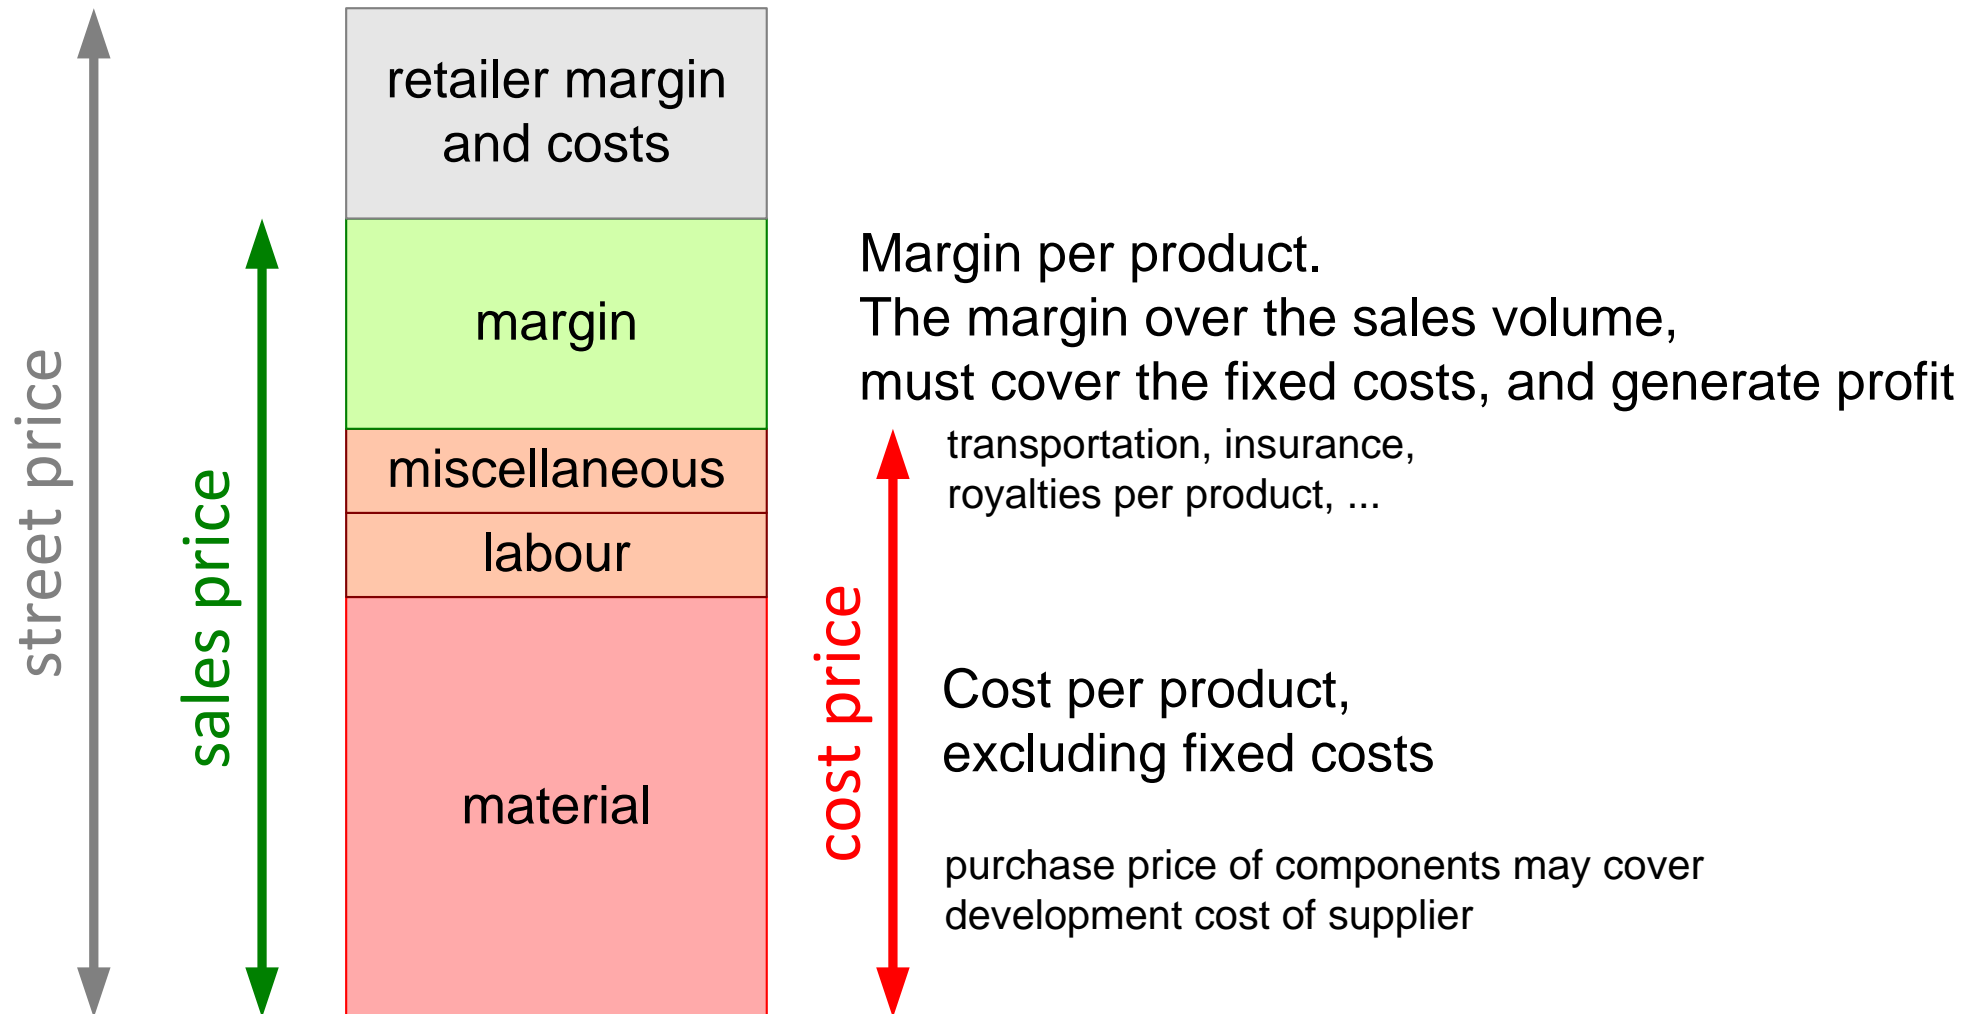 street price
sales price
retailer margin
and costs
margin
miscellaneous
labour
material
cost price
Margin per product.
The margin over the sales volume,
must cover the fixed costs, and generate profit
transportation, insurance,
royalties per product, ...
Cost per product,
excluding fixed costs
purchase price of components may cover
development cost of supplier